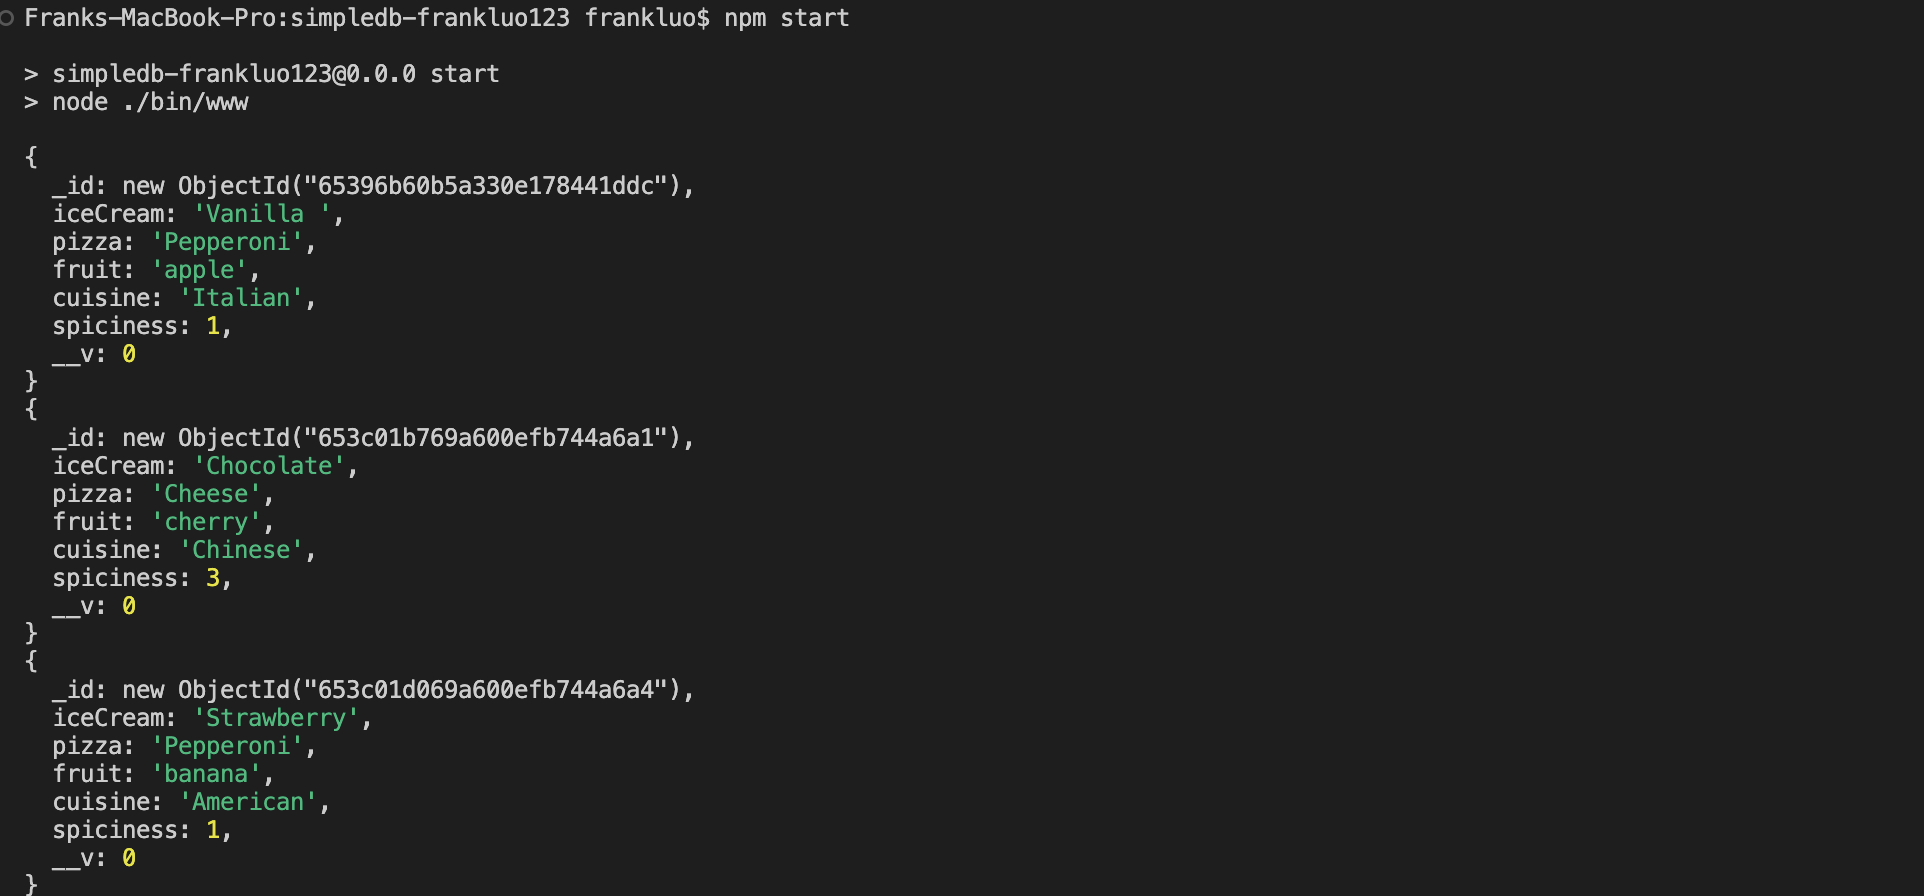 Franks-MacBook-Pro:simpledb-frankluo123 frankluo$ npm start
> simpledb-frankluo123@0.0.0 start
> node ./bin/www
{
  _id: new ObjectId("65396b60b5a330e178441ddc"),
  iceCream: 'Vanilla ',
  pizza: 'Pepperoni',
  fruit: 'apple',
  cuisine: 'Italian',
  spiciness: 1,
  __v: 0
}
{
  _id: new ObjectId("653c01b769a600efb744a6a1"),
  iceCream: 'Chocolate',
  pizza: 'Cheese',
  fruit: 'cherry',
  cuisine: 'Chinese',
  spiciness: 3,
  __v: 0
}
{
  _id: new ObjectId("653c01d069a600efb744a6a4"),
  iceCream: 'Strawberry',
  pizza: 'Pepperoni',
  fruit: 'banana',
  cuisine: 'American',
  spiciness: 1,
  __v: 0
}